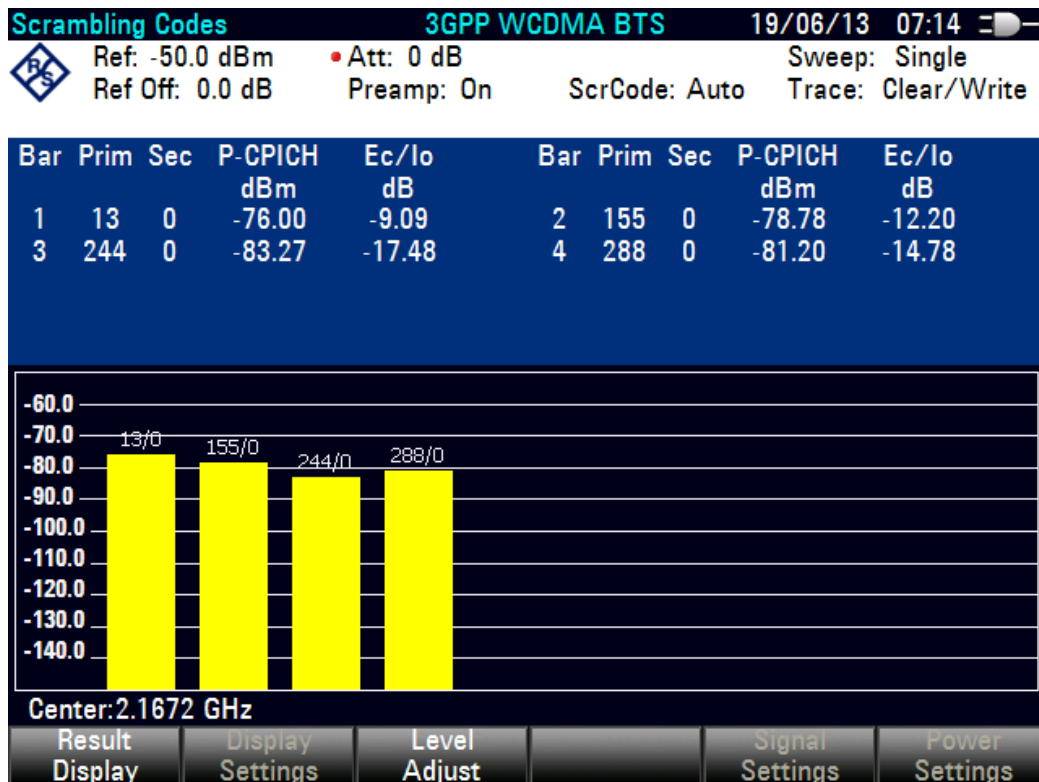 Scrambling Codes 3GPP WCDMA BTS 19/06/13 07:14
R&S
Ref: -50.0 dBm Att: 0 dB Sweep: Single
Ref Off: 0.0 dB Preamp: On ScrCode: Auto Trace: Clear/Write
Bar Prim Sec P-CPICH Ec/Io Bar Prim Sec P-CPICH Ec/Io
dBm dB dBm dB
1 13 0 -76.00 -9.09 2 155 0 -78.78 -12.20
3 244 0 -83.27 -17.48 4 288 0 -81.20 -14.78
-60.0
-70.0
-80.0
-90.0
-100.0
-110.0
-120.0
-130.0
-140.0
13/0 155/0 244/0 288/0
Center:2.1672 GHz
Result Display Level Signal Power
Display Settings Adjust Settings Settings